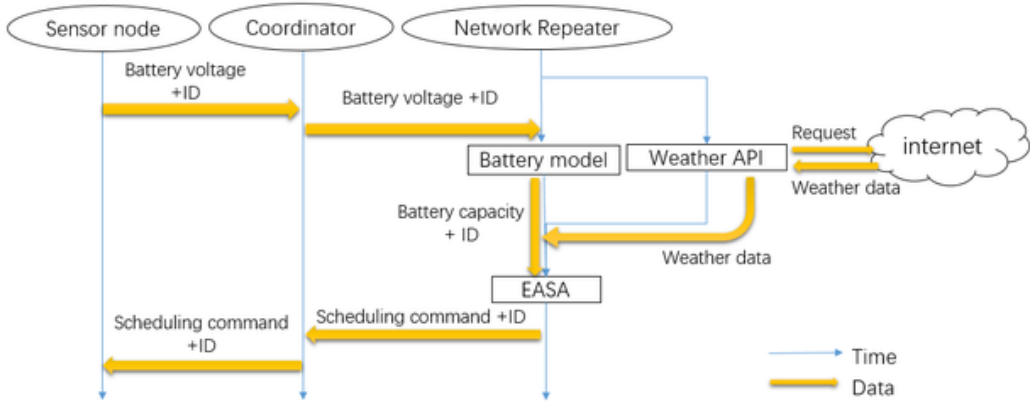 Sensor node
Coordinator
Network Repeater
Battery voltage
+ID
Battery voltage +ID
Request
internet
Battery model
Weather API
Weather data
Battery capacity
+ ID
Weather data
EASA
Scheduling command
+ID
Scheduling command +ID
Time
Data